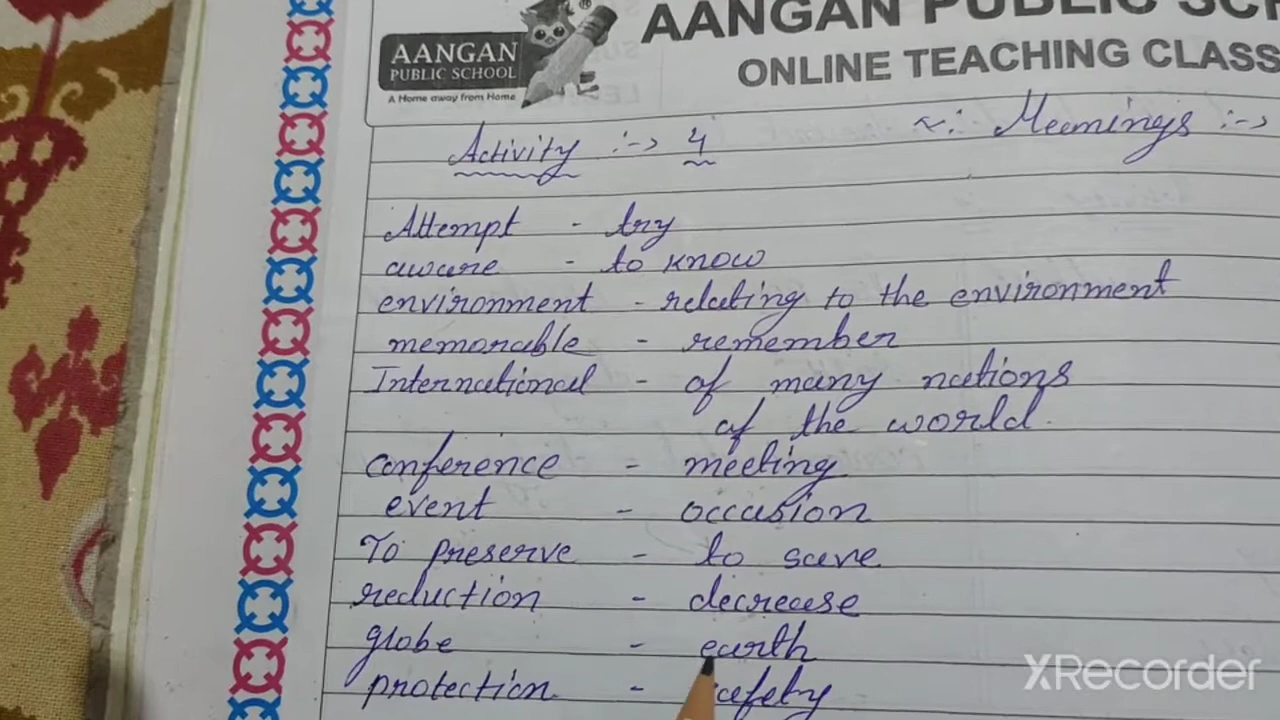 AANGAN PUBLIC SCH
ONLINE TEACHING CLASS
AANGAN
PUBLIC SCHOOL
A Home away from Home
Activity :-> 4
Meanings :->
Attempt - try
aware - to know
environment - relating to the environment
memorable - remember
International - of many nations
of the world.
conference - meeting
event - occasion
To preserve - to save
reduction - decrease
globe - earth
protection - safety
XRecorder